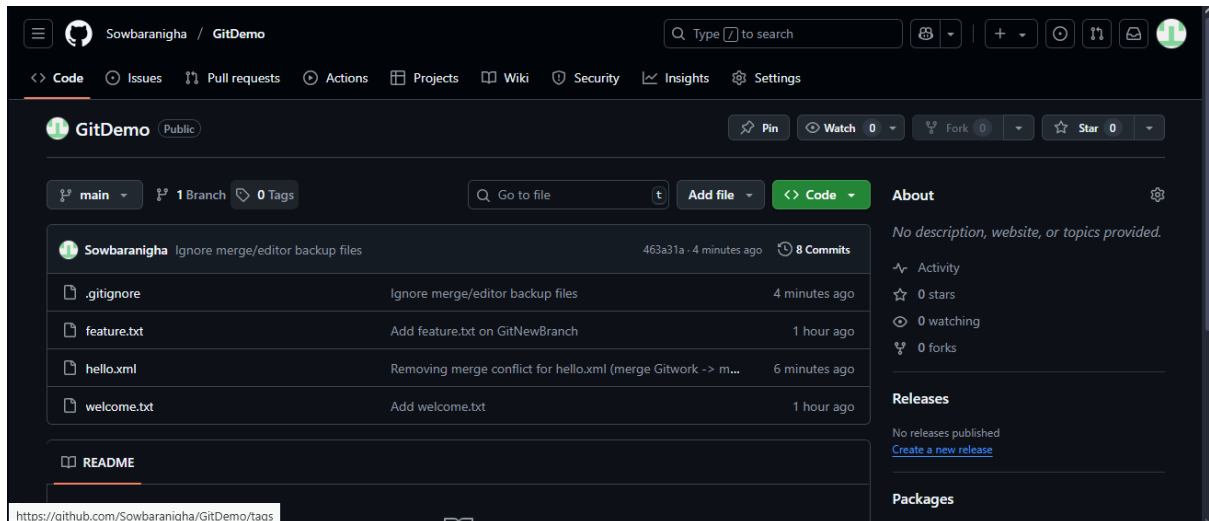 Sowbaranigha / GitDemo
Type / to search
Code Issues Pull requests Actions Projects Wiki Security Insights Settings
GitDemo Public
Pin Watch 0 Fork 0 Star 0
main 1 Branch 0 Tags Go to file t Add file <> Code
About
Sowbaranigha Ignore merge/editor backup files 463a31a · 4 minutes ago 8 Commits
No description, website, or topics provided.
.gitignore Ignore merge/editor backup files 4 minutes ago
feature.txt Add feature.txt on GitNewBranch 1 hour ago
hello.xml Removing merge conflict for hello.xml (merge Gitwork -> m... 6 minutes ago
welcome.txt Add welcome.txt 1 hour ago
Activity
0 stars
0 watching
0 forks
Releases
No releases published
Create a new release
README
Packages
https://github.com/Sowbaranigha/GitDemo/tags